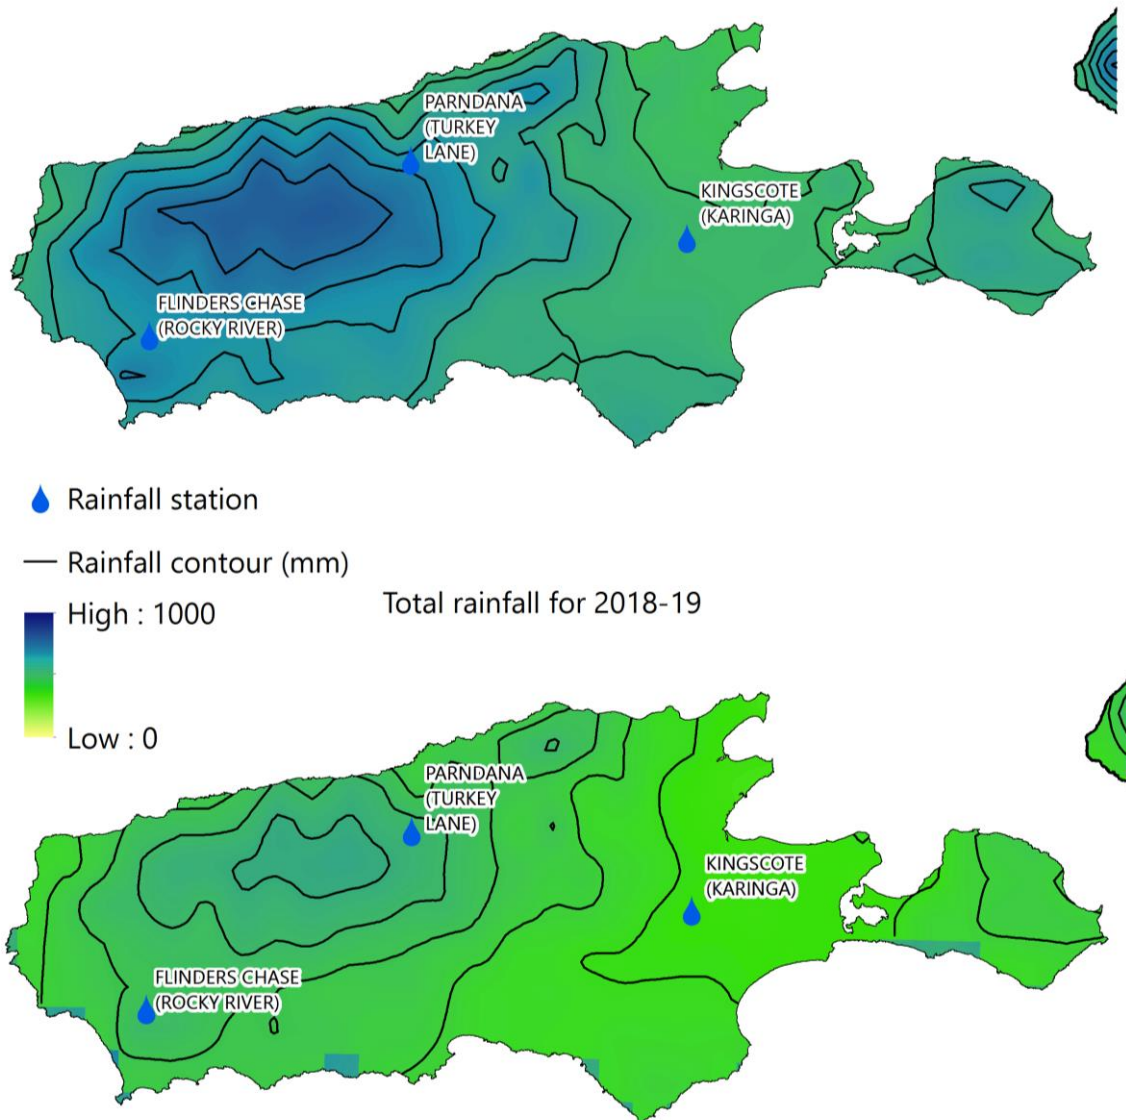 PARNDANA
(TURKEY
LANE)
KINGSCOTE
(KARINGA)
FLINDERS CHASE
(ROCKY RIVER)
Rainfall station
Rainfall contour (mm)
High : 1000
Low : 0
Total rainfall for 2018-19
PARNDANA
(TURKEY
LANE)
KINGSCOTE
(KARINGA)
FLINDERS CHASE
(ROCKY RIVER)